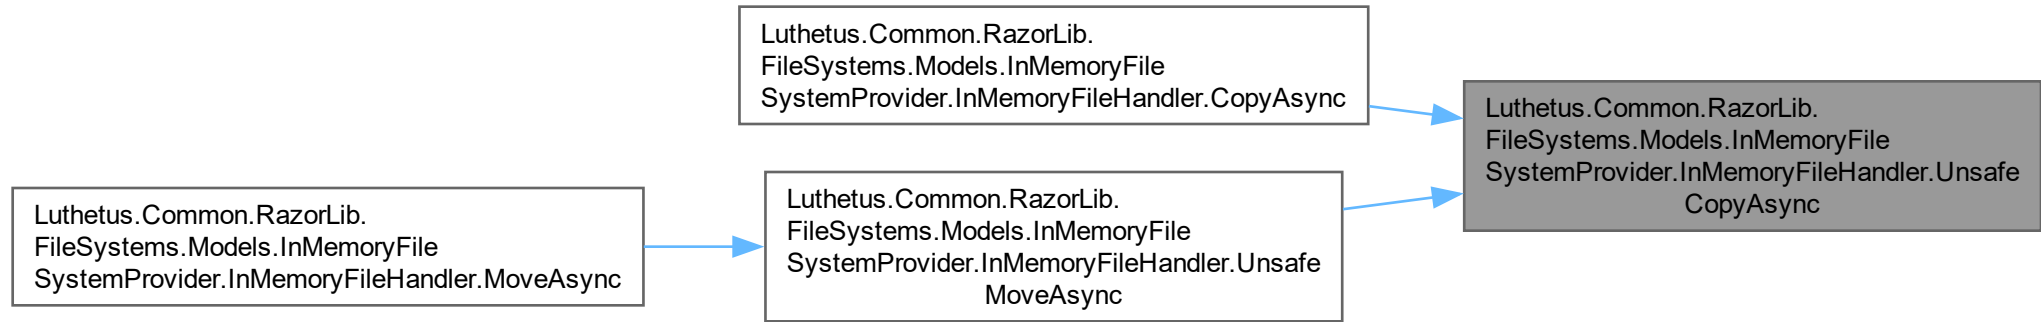 Luthetus.Common.RazorLib.
FileSystems.Models.InMemoryFile
SystemProvider.InMemoryFileHandler.CopyAsync
Luthetus.Common.RazorLib.
FileSystems.Models.InMemoryFile
SystemProvider.InMemoryFileHandler.Unsafe
CopyAsync
Luthetus.Common.RazorLib.
FileSystems.Models.InMemoryFile
SystemProvider.InMemoryFileHandler.Unsafe
MoveAsync
Luthetus.Common.RazorLib.
FileSystems.Models.InMemoryFile
SystemProvider.InMemoryFileHandler.MoveAsync